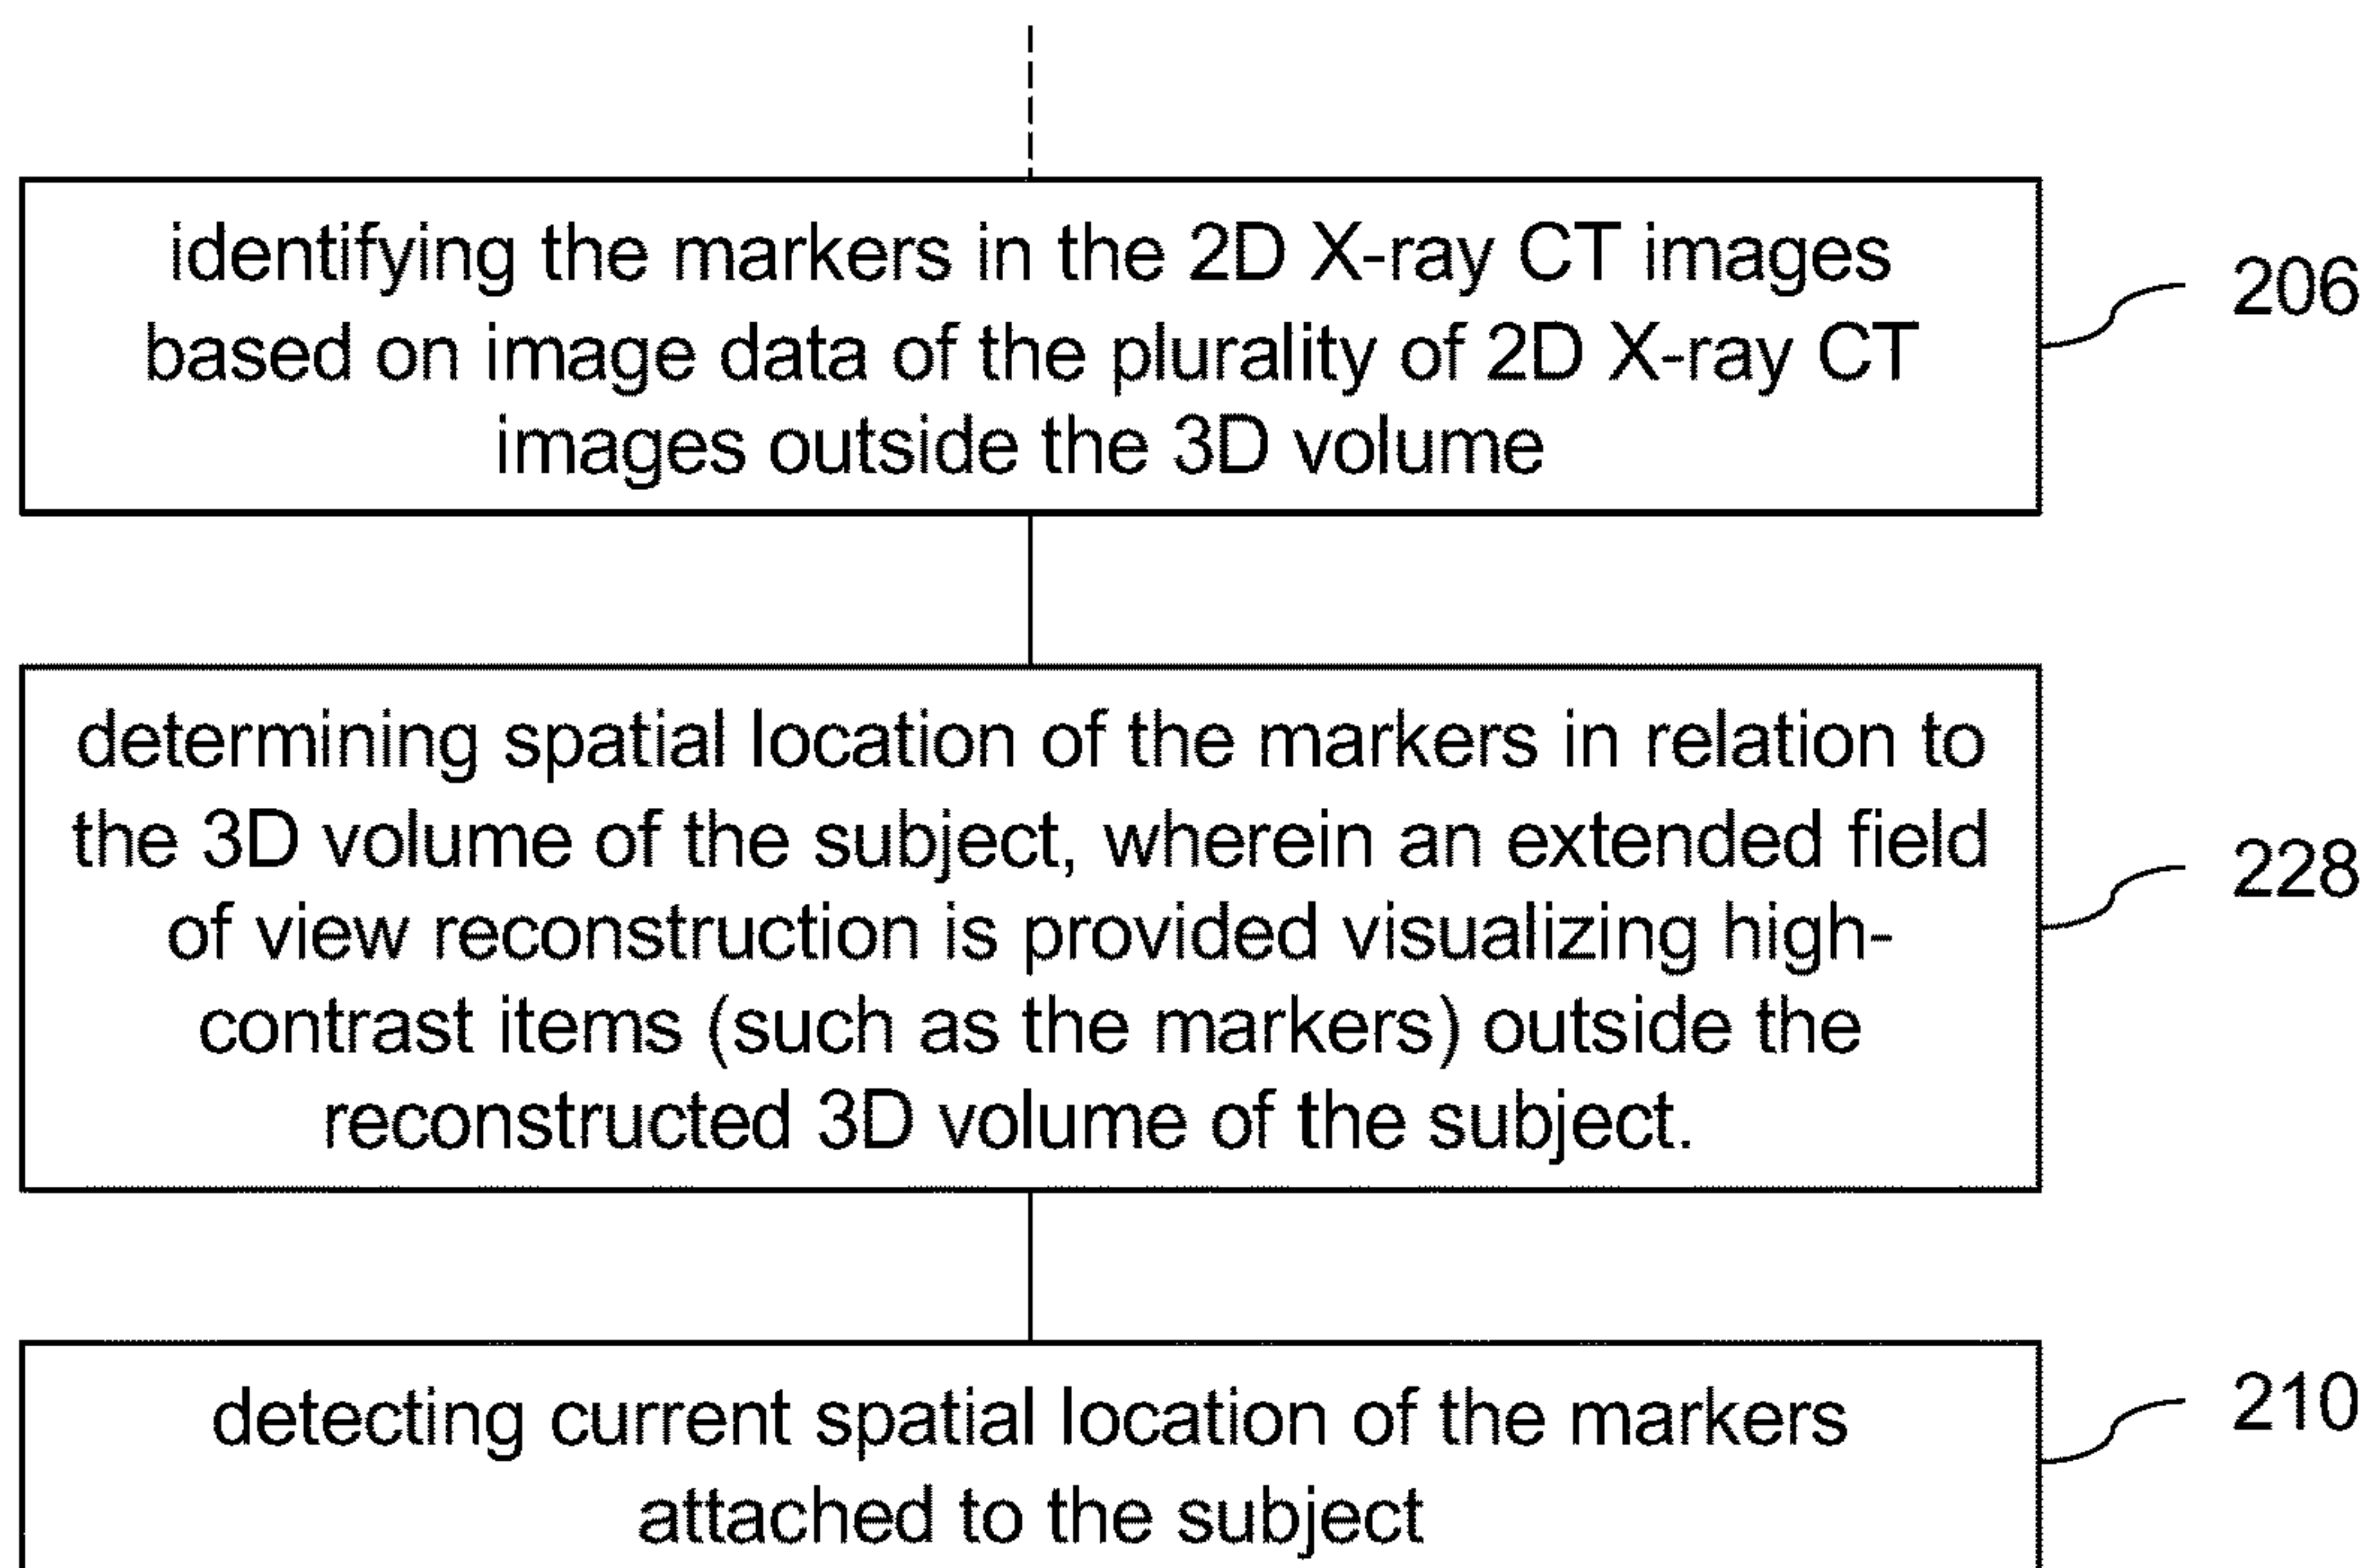 identifying the markers in the 2D X-ray CT images
based on image data of the plurality of 2D X-ray CT
images outside the 3D volume
206
determining spatial location of the markers in relation to
the 3D volume of the subject, wherein an extended field
of view reconstruction is provided visualizing high-
contrast items (such as the markers) outside the
reconstructed 3D volume of the subject.
228
detecting current spatial location of the markers
attached to the subject
210